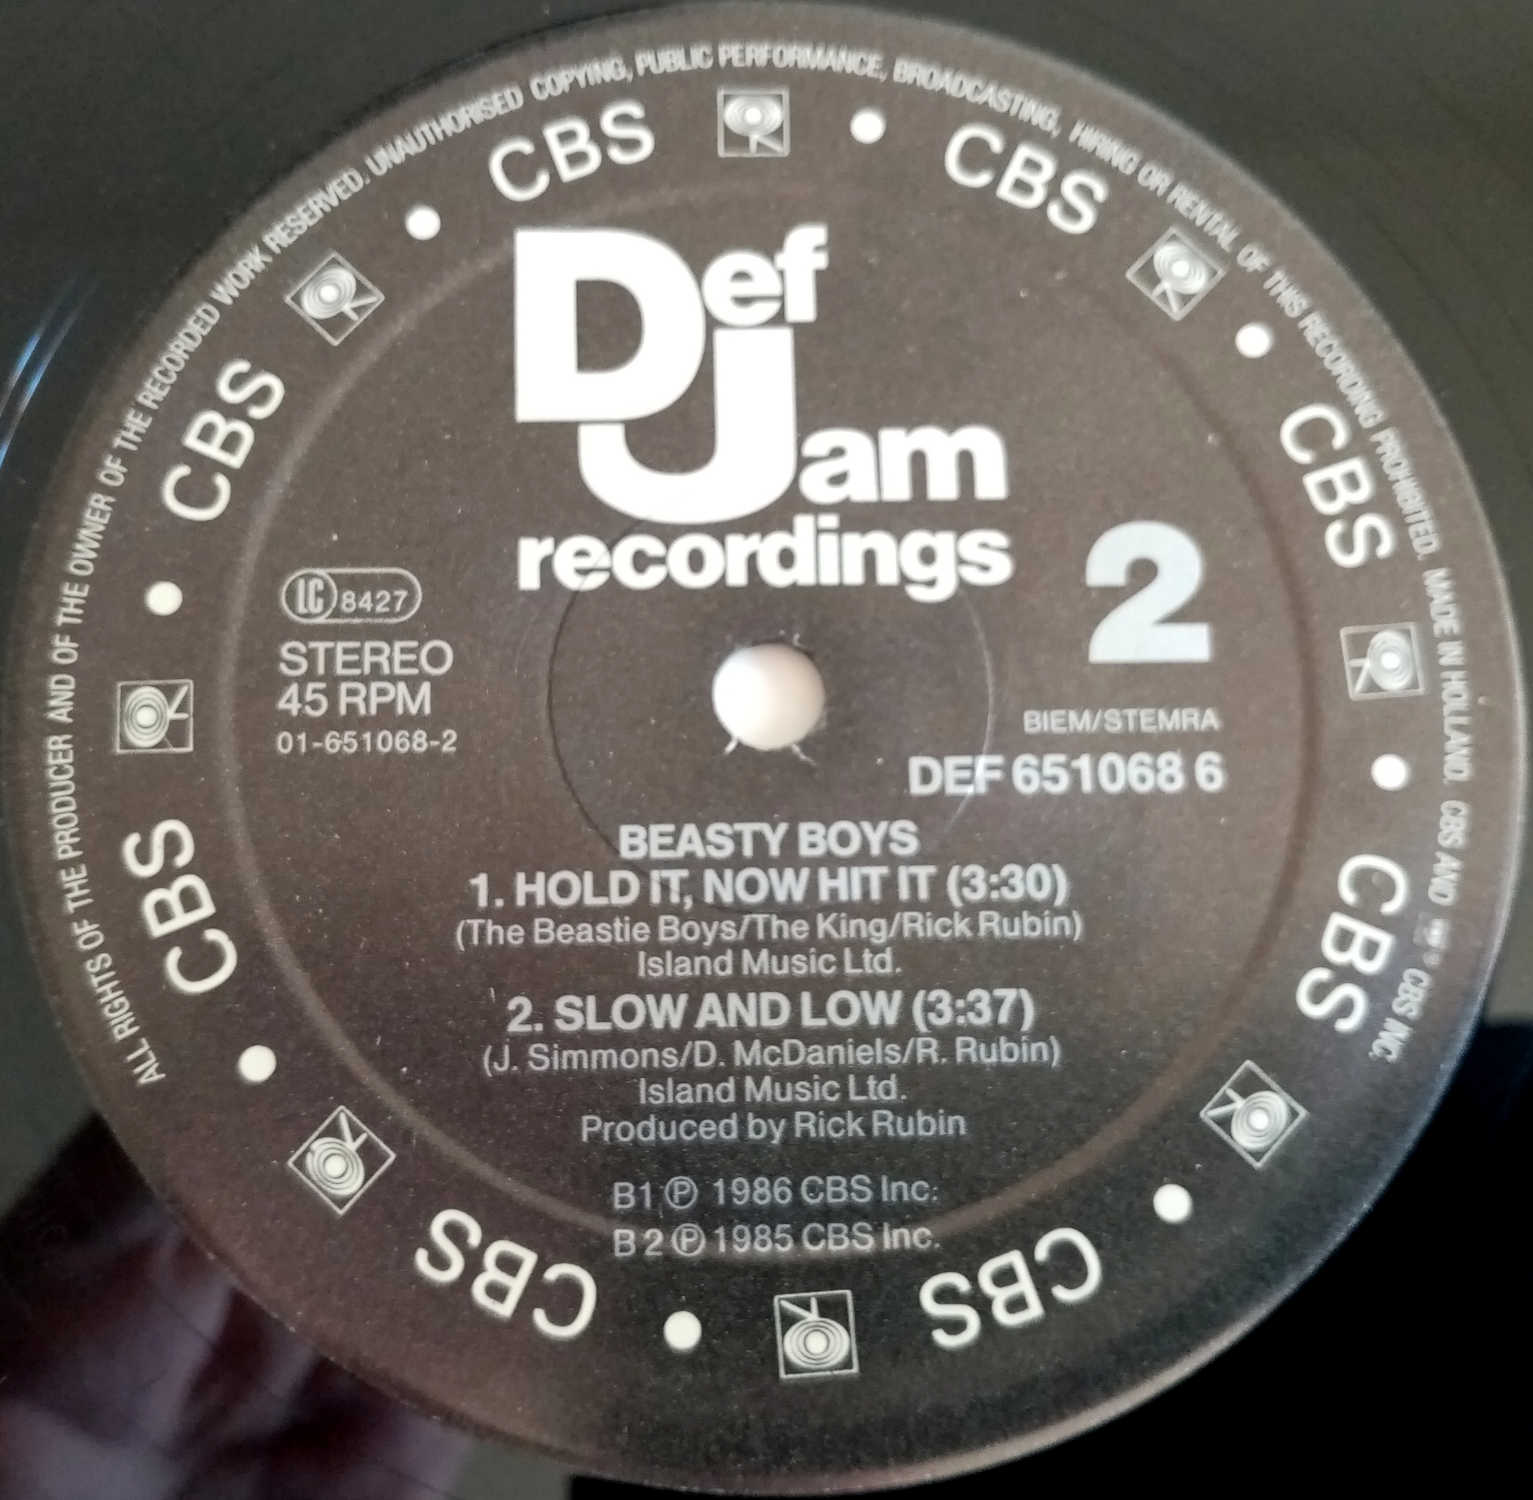 ALL RIGHTS OF THE PRODUCER AND OF THE OWNER OF THE RECORDED WORK RESERVED. UNAUTHORISED COPYING, PUBLIC PERFORMANCE, BROADCASTING, HIRING OR RENTAL OF THIS RECORDING PROHIBITED. MADE IN HOLLAND. CBS AND CBS INC.
CBS • CBS • CBS • CBS • CBS • CBS • CBS • CBS •
Def
Jam
recordings
2
LC 8427
STEREO
45 RPM
01-651068-2
BIEM/STEMRA
DEF 651068 6
BEASTY BOYS
1. HOLD IT, NOW HIT IT (3:30)
(The Beastie Boys/The King/Rick Rubin)
Island Music Ltd.
2. SLOW AND LOW (3:37)
(J. Simmons/D. McDaniels/R. Rubin)
Island Music Ltd.
Produced by Rick Rubin
B1 Ⓟ 1986 CBS Inc.
B2 Ⓟ 1985 CBS Inc.